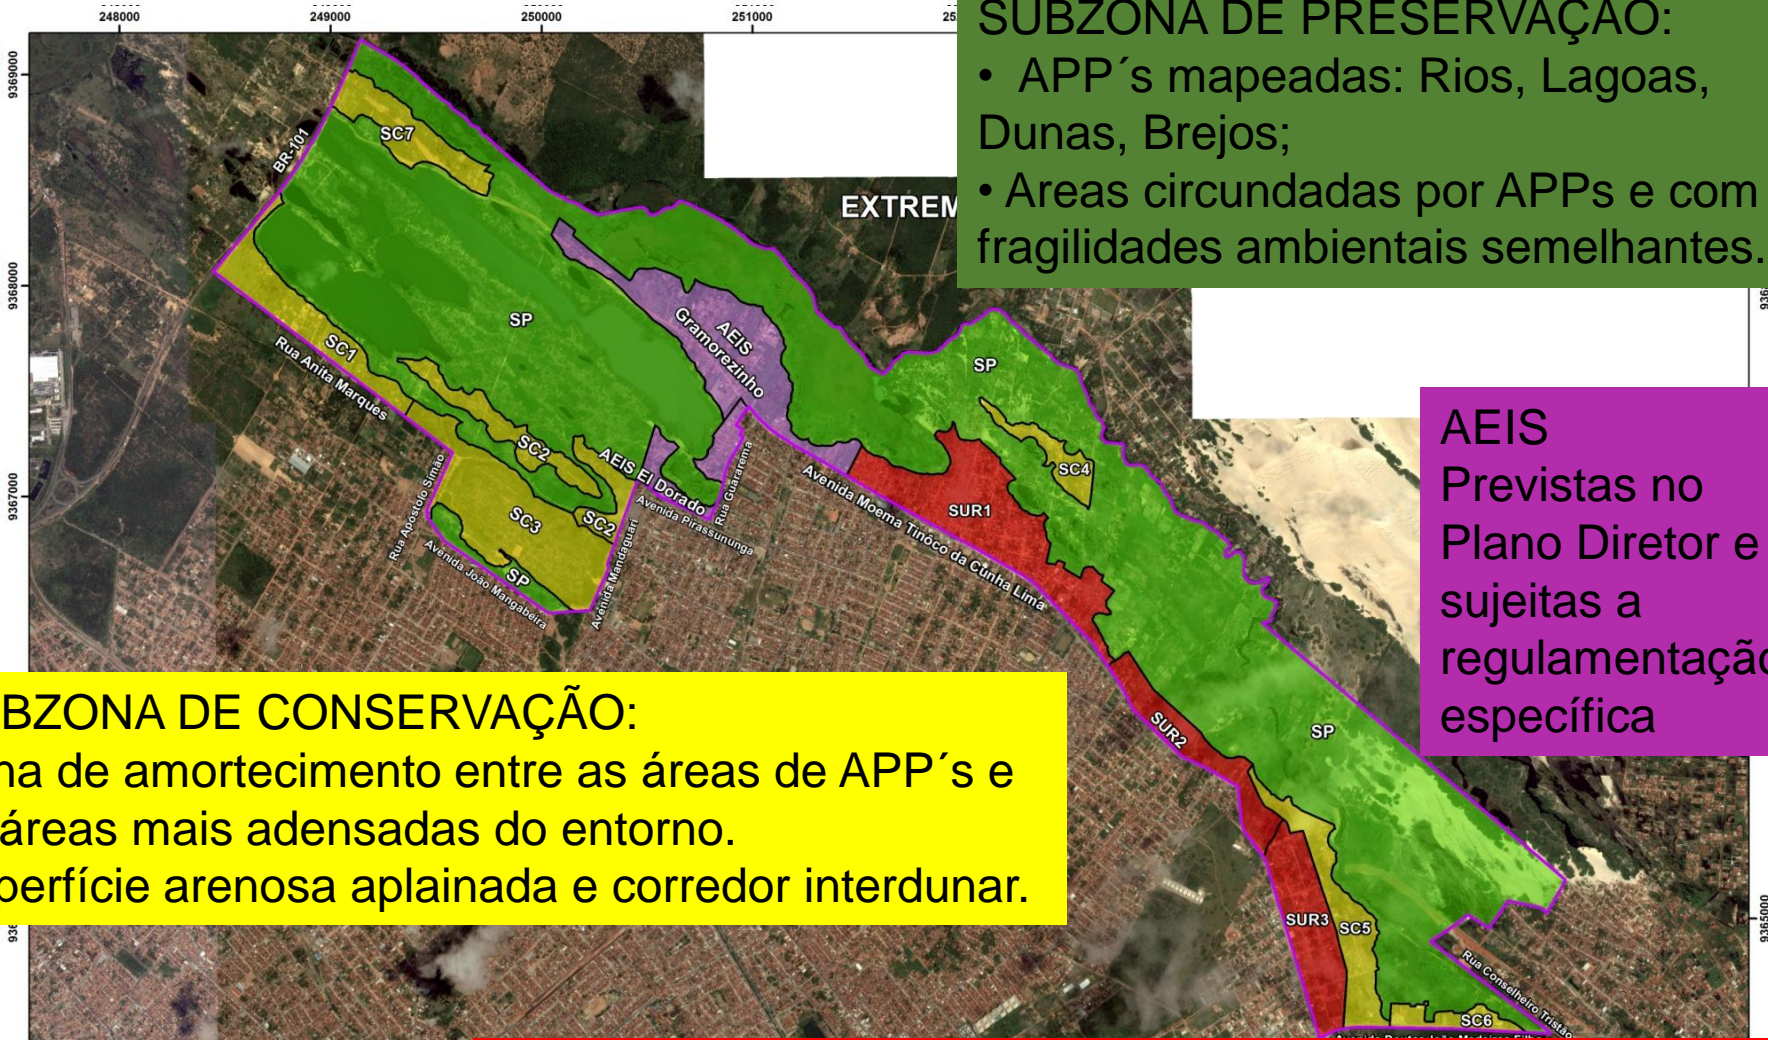 248000
249000
250000
251000
SUBZONA DE PRESERVAÇÃO:
• APP´s mapeadas: Rios, Lagoas,
Dunas, Brejos;
• Areas circundadas por APPs e com
fragilidades ambientais semelhantes.
9369000
9368000
9367000
9365000
BR-101
SC7
EXTREM
SP
AEIS
Gramorezinho
SC1
Rua Anita Marques
SP
SC2
AEIS El Dorado
SC4
Rua Apóstolo Simão
Rua Guararema
Avenida Moema Tinôco da Cunha Lima
SUR1
SC3
SC2
Avenida Pirassununga
Avenida Mandaguari
Avenida João Mangabeira
SP
AEIS
Previstas no
Plano Diretor e
sujeitas a
regulamentação
específica
BZONA DE CONSERVAÇÃO:
na de amortecimento entre as áreas de APP´s e
áreas mais adensadas do entorno.
perfície arenosa aplainada e corredor interdunar.
SUR2
SP
SUR3
SC5
Rua Conselheiro Tristão
SC6